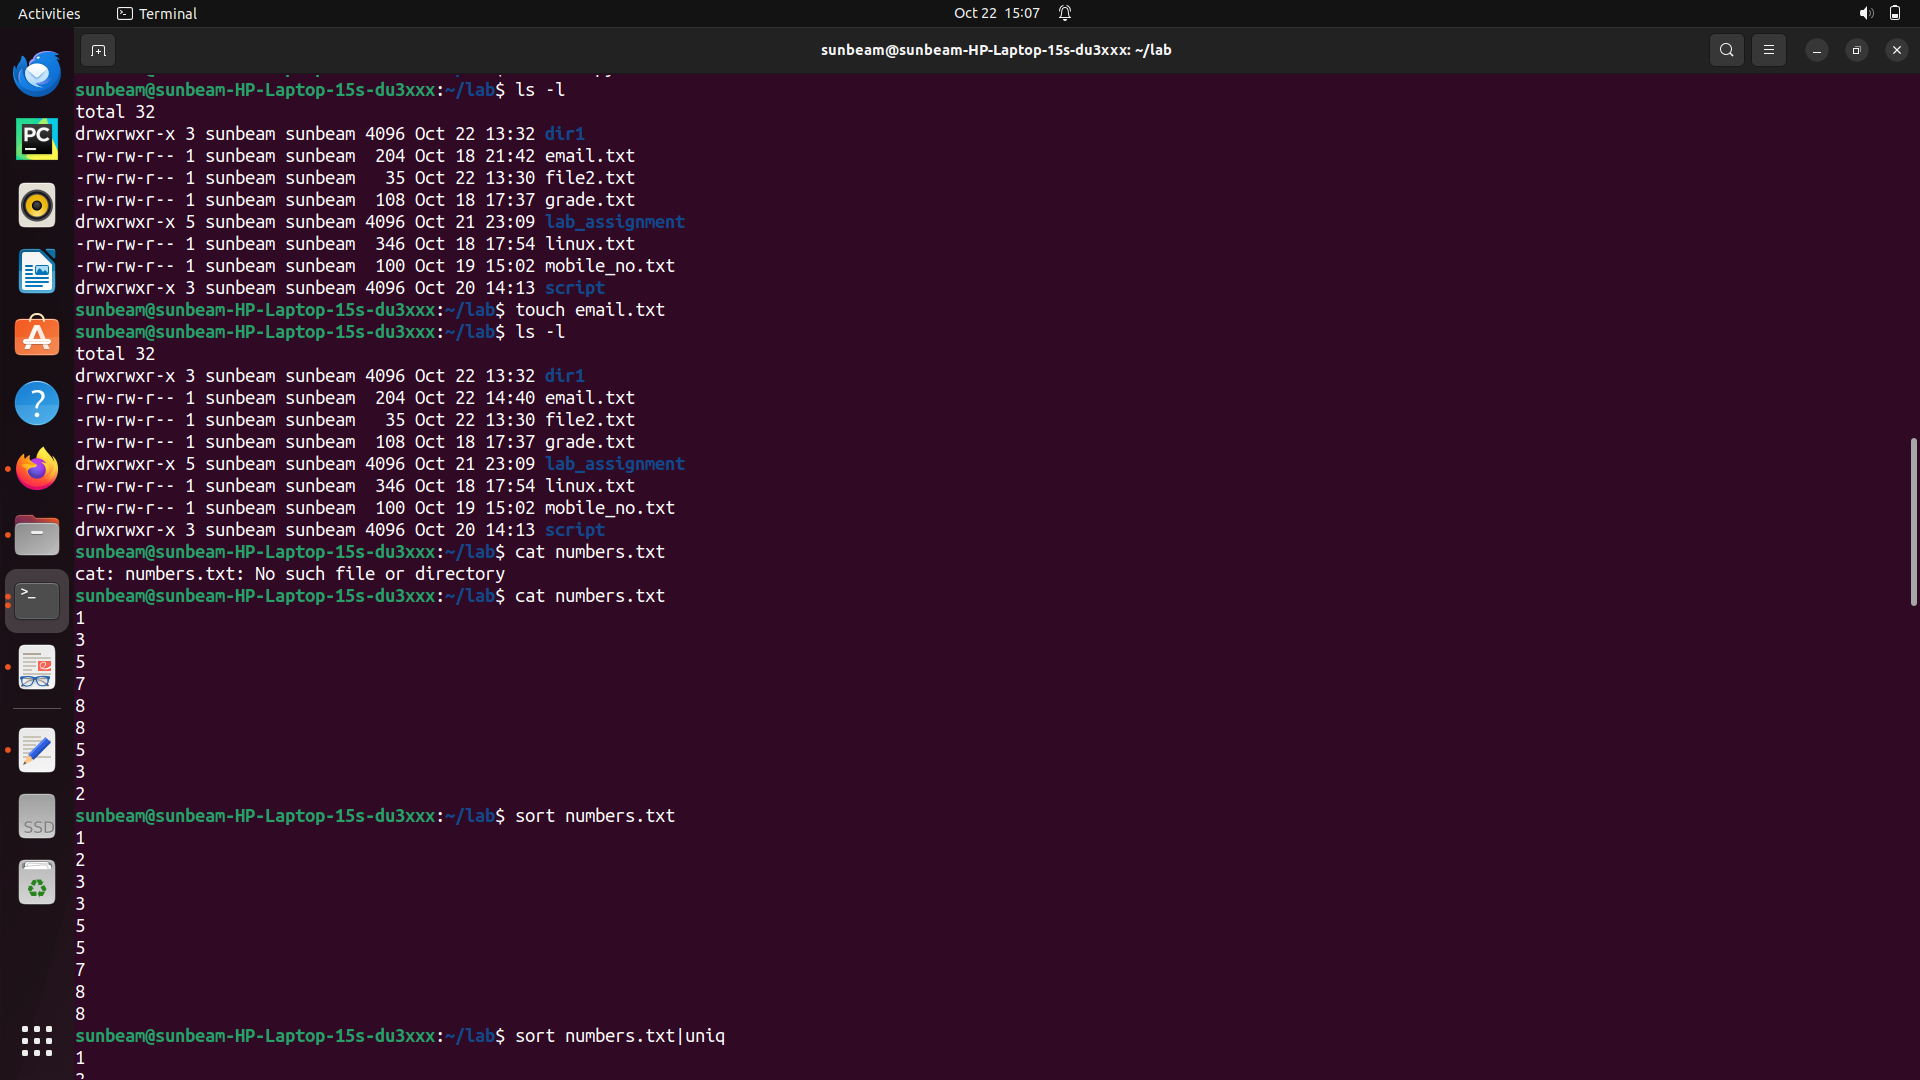 Activities
Terminal
Oct 22 15:07
sunbeam@sunbeam-HP-Laptop-15s-du3xxx: ~/lab
sunbeam@sunbeam-HP-Laptop-15s-du3xxx:~/lab$ ls -l
total 32
drwxrwxr-x 3 sunbeam sunbeam 4096 Oct 22 13:32 dir1
-rw-rw-r-- 1 sunbeam sunbeam  204 Oct 18 21:42 email.txt
-rw-rw-r-- 1 sunbeam sunbeam   35 Oct 22 13:30 file2.txt
-rw-rw-r-- 1 sunbeam sunbeam  108 Oct 18 17:37 grade.txt
drwxrwxr-x 5 sunbeam sunbeam 4096 Oct 21 23:09 lab_assignment
-rw-rw-r-- 1 sunbeam sunbeam  346 Oct 18 17:54 linux.txt
-rw-rw-r-- 1 sunbeam sunbeam  100 Oct 19 15:02 mobile_no.txt
drwxrwxr-x 3 sunbeam sunbeam 4096 Oct 20 14:13 script
sunbeam@sunbeam-HP-Laptop-15s-du3xxx:~/lab$ touch email.txt
sunbeam@sunbeam-HP-Laptop-15s-du3xxx:~/lab$ ls -l
total 32
drwxrwxr-x 3 sunbeam sunbeam 4096 Oct 22 13:32 dir1
-rw-rw-r-- 1 sunbeam sunbeam  204 Oct 22 14:40 email.txt
-rw-rw-r-- 1 sunbeam sunbeam   35 Oct 22 13:30 file2.txt
-rw-rw-r-- 1 sunbeam sunbeam  108 Oct 18 17:37 grade.txt
drwxrwxr-x 5 sunbeam sunbeam 4096 Oct 21 23:09 lab_assignment
-rw-rw-r-- 1 sunbeam sunbeam  346 Oct 18 17:54 linux.txt
-rw-rw-r-- 1 sunbeam sunbeam  100 Oct 19 15:02 mobile_no.txt
drwxrwxr-x 3 sunbeam sunbeam 4096 Oct 20 14:13 script
sunbeam@sunbeam-HP-Laptop-15s-du3xxx:~/lab$ cat numbers.txt
cat: numbers.txt: No such file or directory
sunbeam@sunbeam-HP-Laptop-15s-du3xxx:~/lab$ cat numbers.txt
1
3
5
7
8
8
5
3
2
sunbeam@sunbeam-HP-Laptop-15s-du3xxx:~/lab$ sort numbers.txt
1
2
3
3
5
5
7
8
8
sunbeam@sunbeam-HP-Laptop-15s-du3xxx:~/lab$ sort numbers.txt|uniq
1
PC
SSD